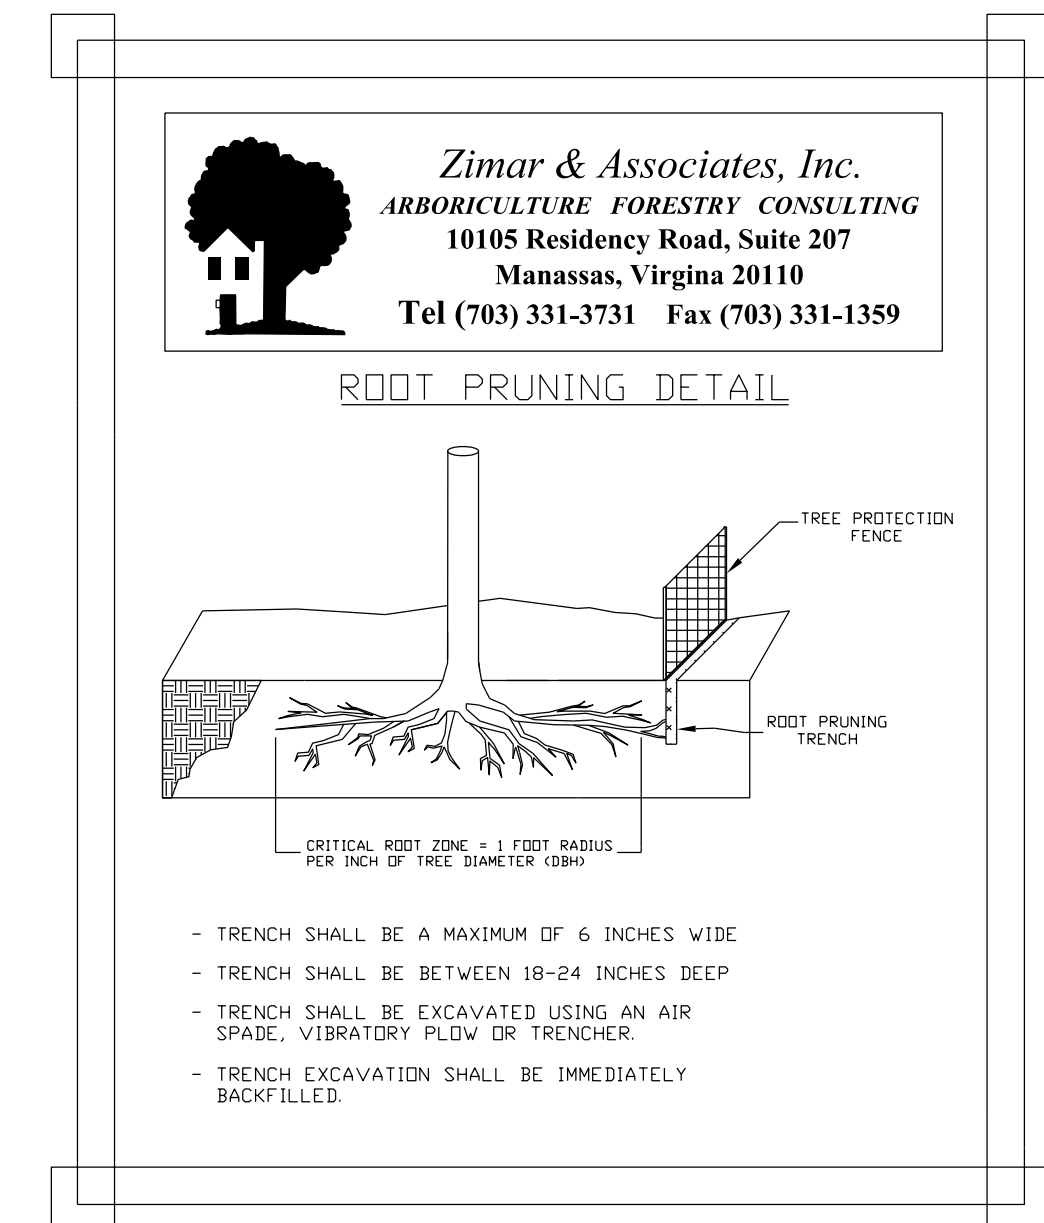 Zimar & Associates, Inc.
ARBORICULTURE FORESTRY CONSULTING
10105 Residency Road, Suite 207
Manassas, Virgina 20110
Tel (703) 331-3731 Fax (703) 331-1359
ROOT PRUNING DETAIL
TREE PROTECTION
FENCE
ROOT PRUNING
TRENCH
CRITICAL ROOT ZONE = 1 FOOT RADIUS
PER INCH OF TREE DIAMETER (DBH)
- TRENCH SHALL BE A MAXIMUM OF 6 INCHES WIDE
- TRENCH SHALL BE BETWEEN 18-24 INCHES DEEP
- TRENCH SHALL BE EXCAVATED USING AN AIR
SPADE, VIBRATORY PLOW OR TRENCHER.
- TRENCH EXCAVATION SHALL BE IMMEDIATELY
BACKFILLED.